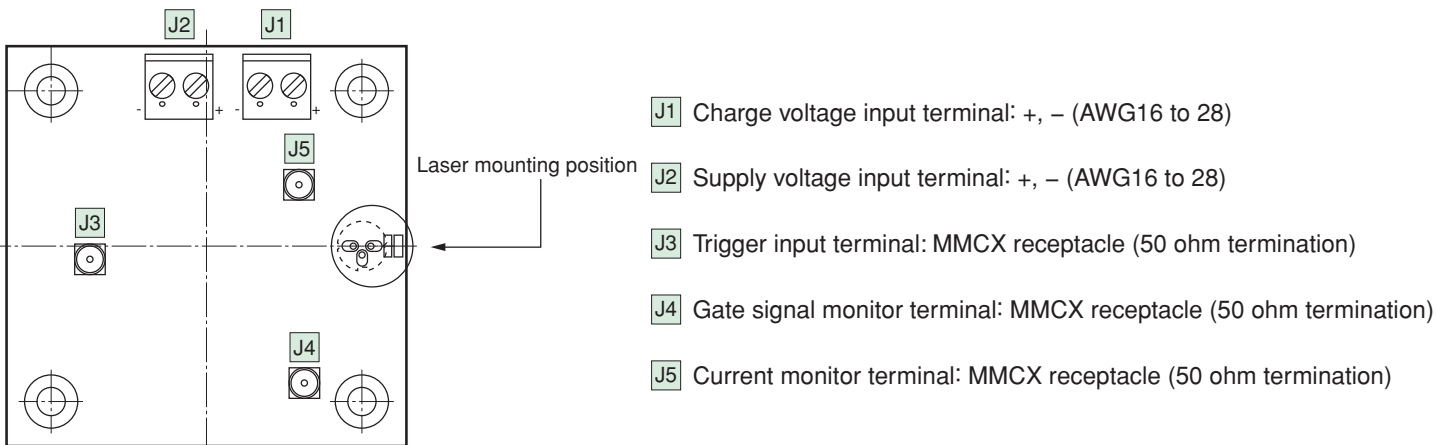 J2
J1
- + - +
J5
Laser mounting position
J3
J4
J1 Charge voltage input terminal: +, − (AWG16 to 28)
J2 Supply voltage input terminal: +, − (AWG16 to 28)
J3 Trigger input terminal: MMCX receptacle (50 ohm termination)
J4 Gate signal monitor terminal: MMCX receptacle (50 ohm termination)
J5 Current monitor terminal: MMCX receptacle (50 ohm termination)